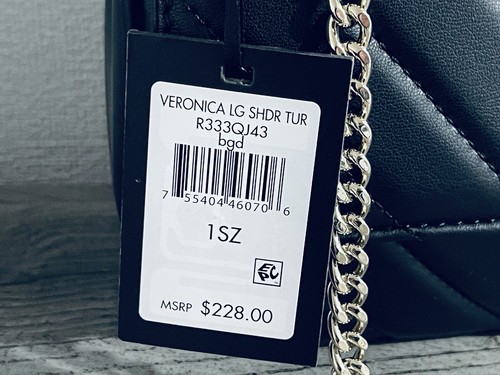 VERONICA LG SHDR TUR
R333QJ43
bgd
7 55404 46070 6
1SZ
MSRP $228.00